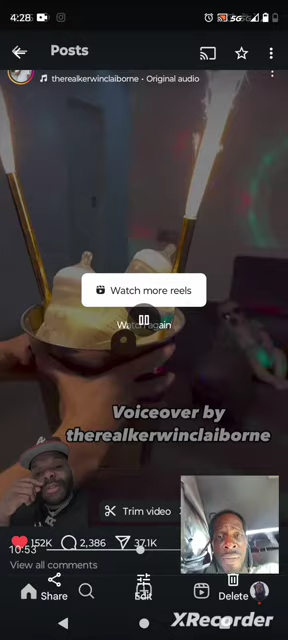 4:28
5G
Posts
therealkerwinclaiborne • Original audio
Watch more reels
Watch again
Voiceover by
therealkerwinclaiborne
Trim video
152K 2,386 37.1K
10:53
View all comments
Share Edit Delete
XRecorder